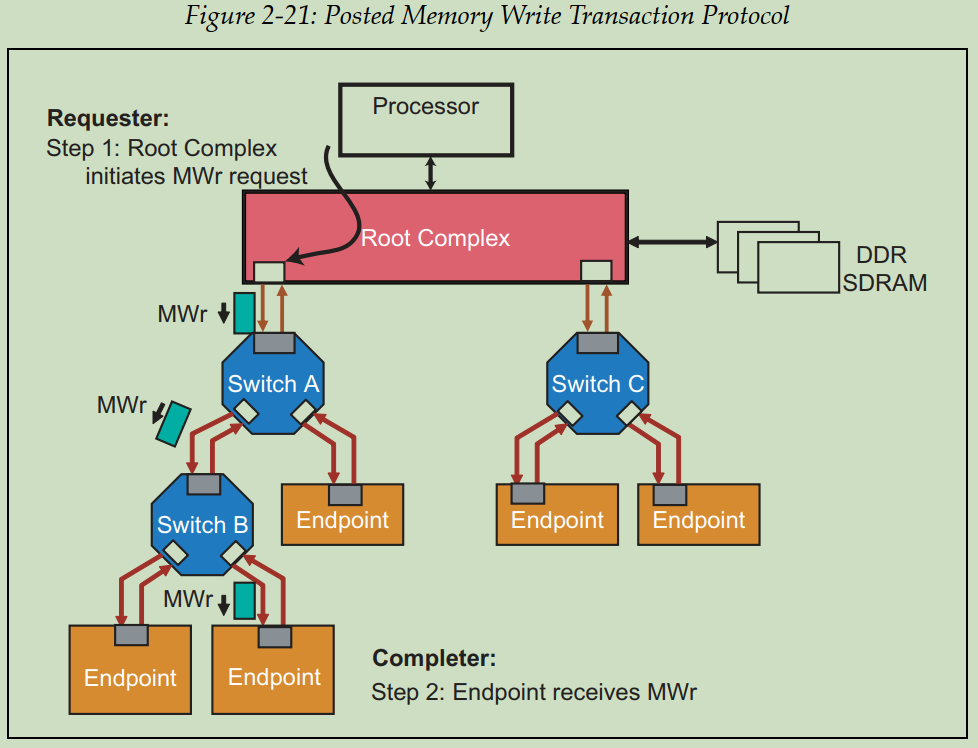 Figure 2-21: Posted Memory Write Transaction Protocol
Processor
Requester:
Step 1: Root Complex
initiates MWr request
Root Complex
DDR
SDRAM
MWr
Switch A
Switch C
MWr
Switch B
Endpoint
Endpoint
Endpoint
MWr
Endpoint
Endpoint
Completer:
Step 2: Endpoint receives MWr